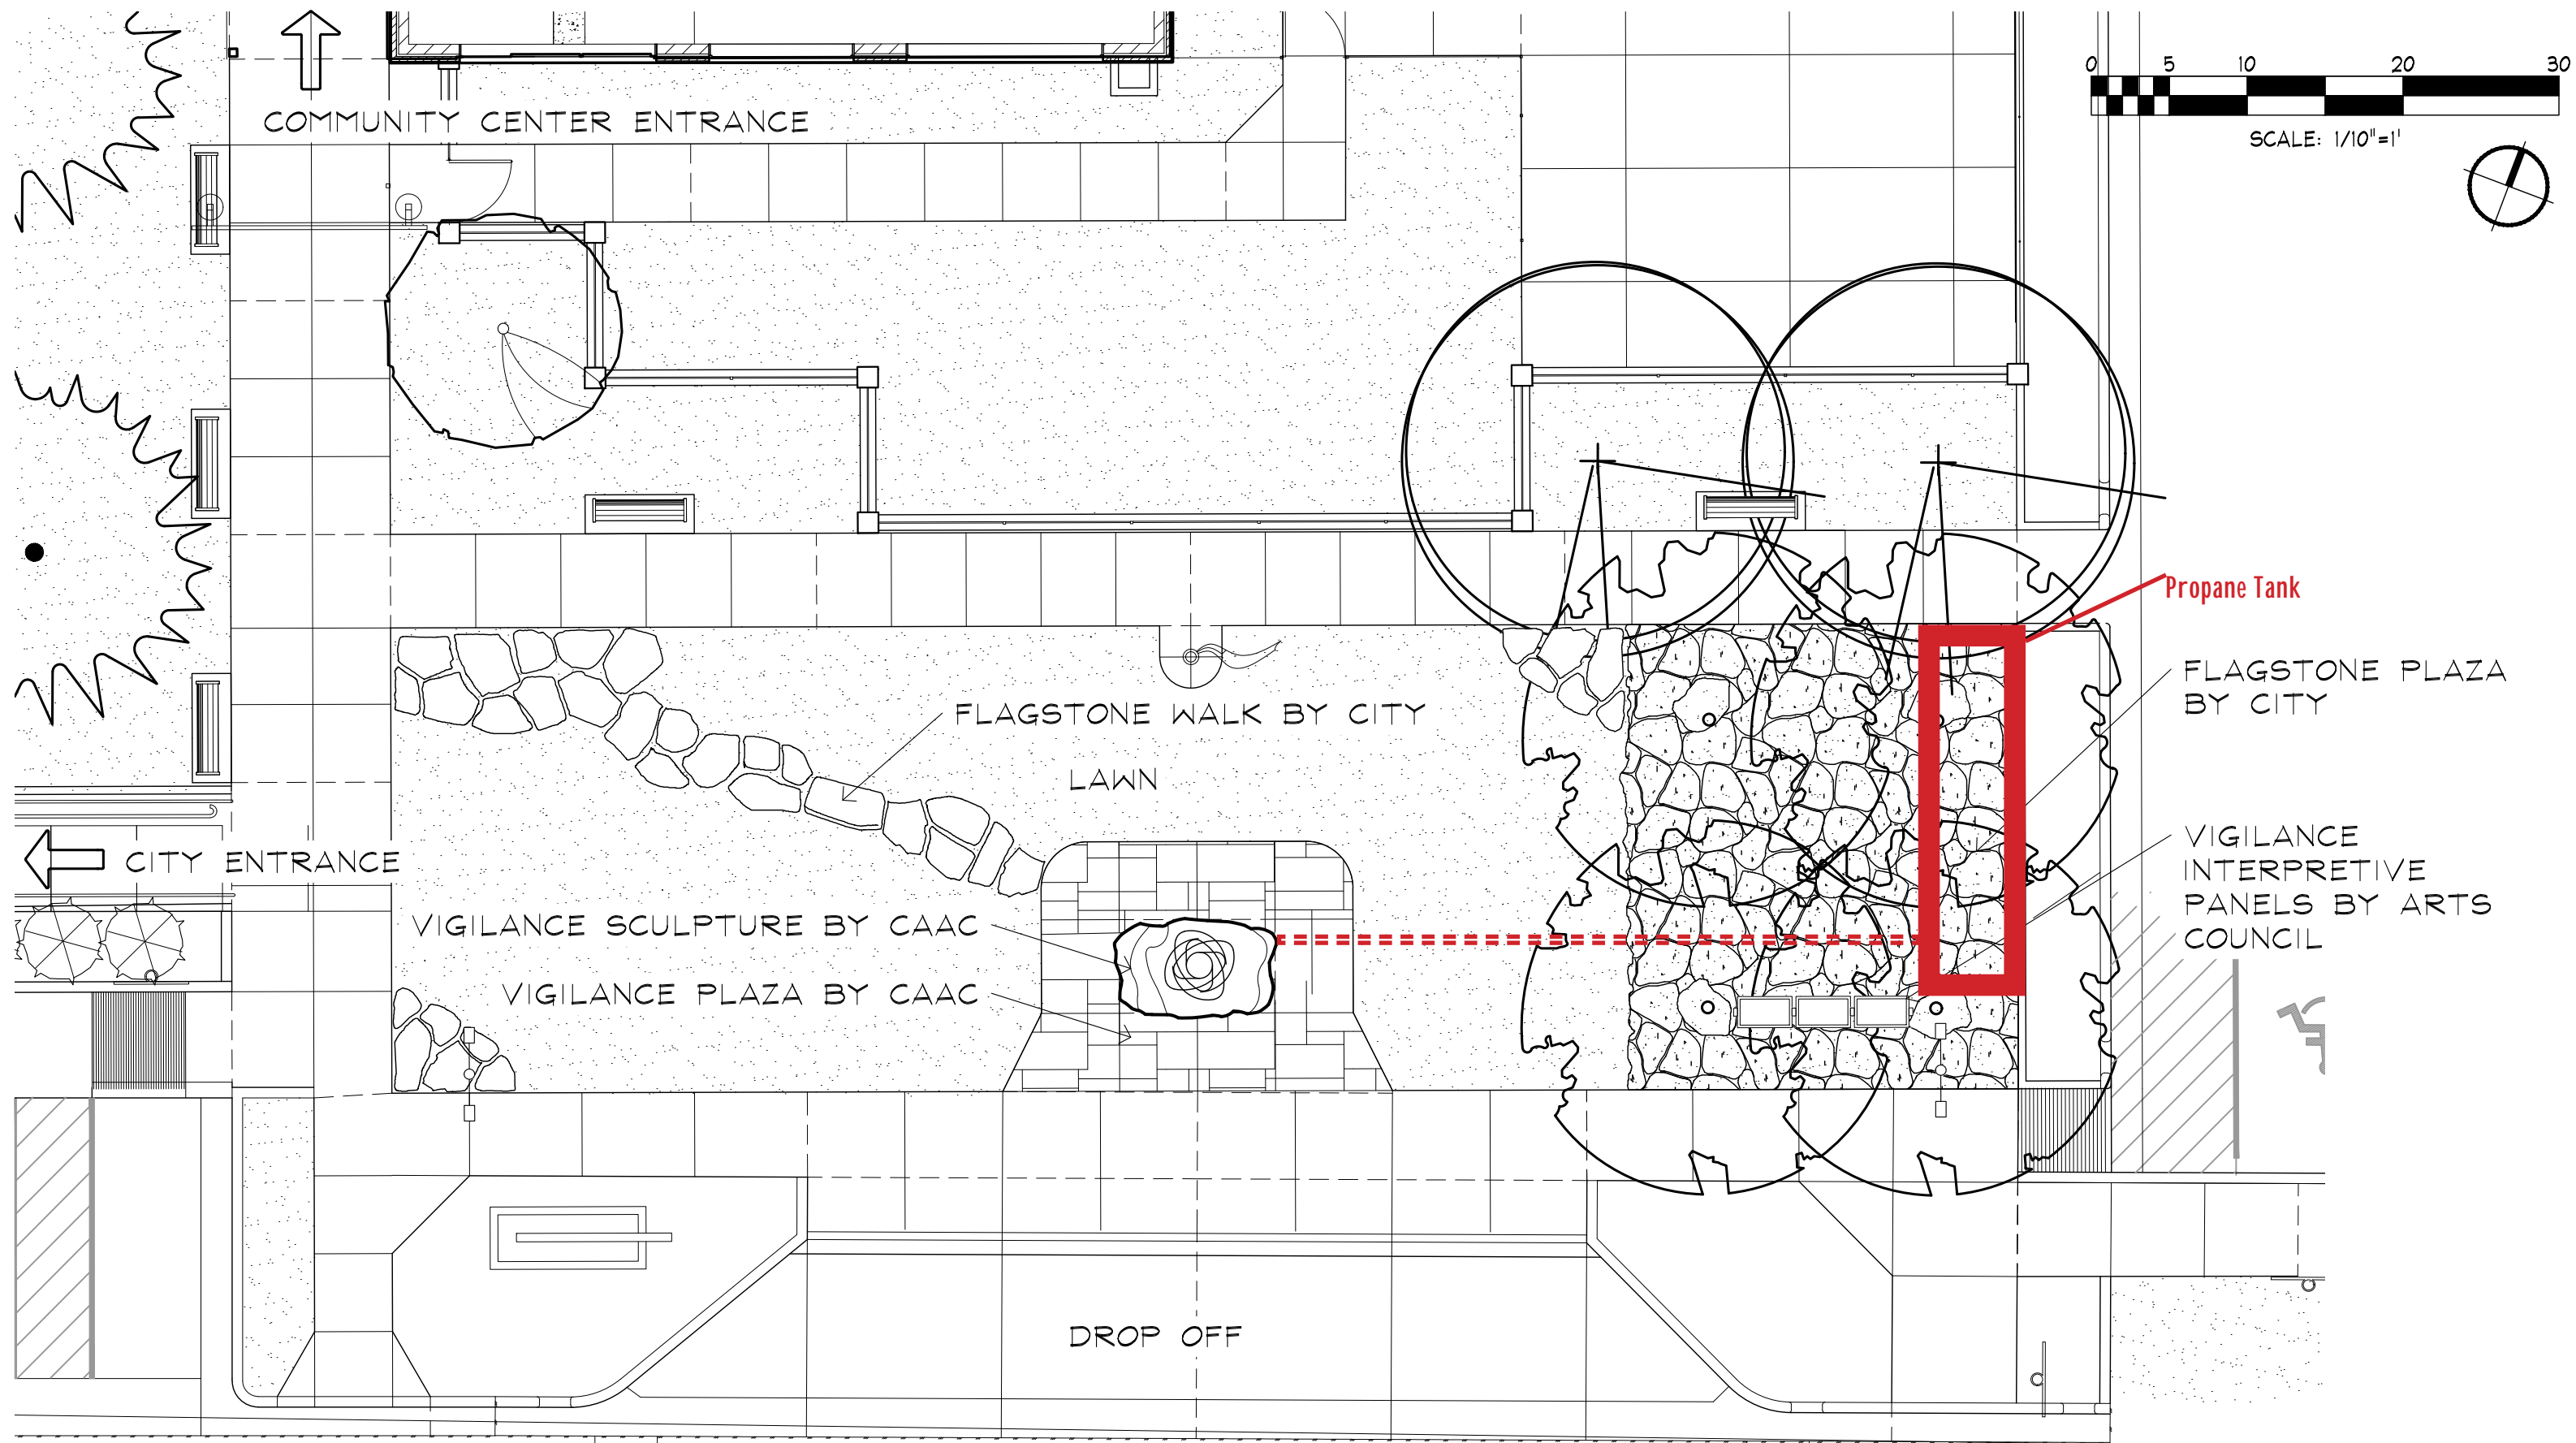 COMMUNITY CENTER ENTRANCE
0 5 10 20 30
SCALE: 1/10"=1'
Propane Tank
FLAGSTONE PLAZA
BY CITY
FLAGSTONE WALK BY CITY
LAWN
CITY ENTRANCE
VIGILANCE
INTERPRETIVE
PANELS BY ARTS
COUNCIL
VIGILANCE SCULPTURE BY CAAC
VIGILANCE PLAZA BY CAAC
DROP OFF